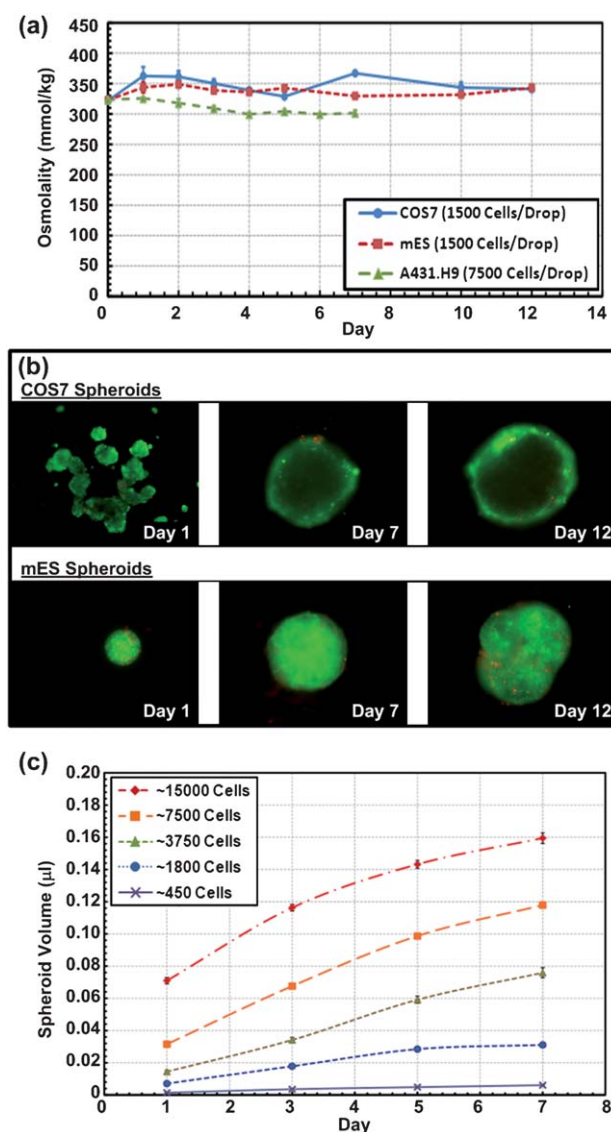 (a)
450
400
350
300
250
200
150
100
50
0
Osmolality (mmol/kg)
COS7 (1500 Cells/Drop)
mES (1500 Cells/Drop)
A431.H9 (7500 Cells/Drop)
0 2 4 6 8 10 12 14
Day
(b)
COS7 Spheroids
Day 1 Day 7 Day 12
mES Spheroids
Day 1 Day 7 Day 12
(c)
0.20
0.18
0.16
0.14
0.12
0.10
0.08
0.06
0.04
0.02
0
Spheroid Volume (µl)
~15000 Cells
~7500 Cells
~3750 Cells
~1800 Cells
~450 Cells
0 1 2 3 4 5 6 7 8
Day